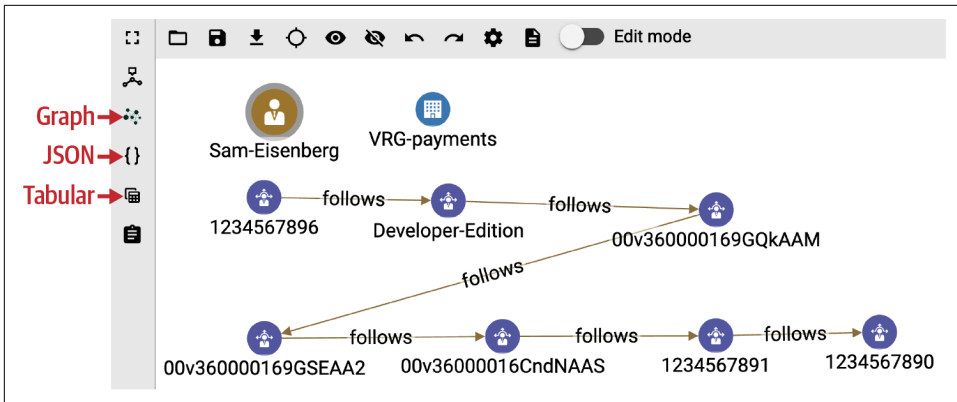 Edit mode
Graph
JSON
Tabular
Sam-Eisenberg
VRG-payments
follows
follows
1234567896
Developer-Edition
00v360000169GQkAAM
follows
follows
follows
follows
00v360000169GSEAA2
00v36000016CndNAAS
1234567891
1234567890